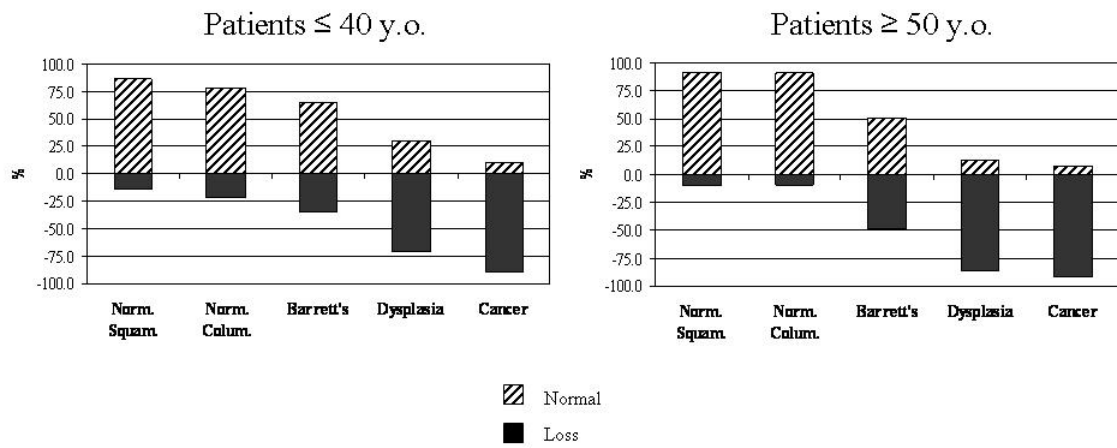 Patients ≤ 40 y.o.
100.0
75.0
50.0
25.0
0.0
-25.0
-50.0
-75.0
-100.0
%
Norm. Squam.
Norm. Colum.
Barrett's
Dysplasia
Cancer
Patients ≥ 50 y.o.
100.0
75.0
50.0
25.0
0.0
-25.0
-50.0
-75.0
-100.0
%
Norm. Squam.
Norm. Colum.
Barrett's
Dysplasia
Cancer
Normal
Loss